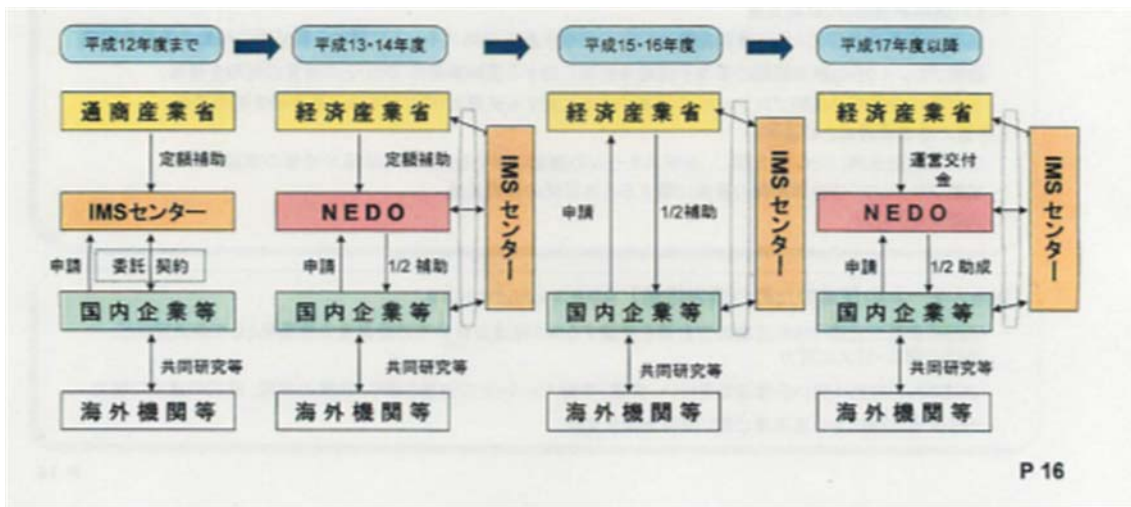 平成12年度まで
平成13・14年度
平成15・16年度
平成17年度以降
通商産業省
経済産業省
経済産業省
経済産業省
定額補助
定額補助
運営交付
金
IMSセンター
NEDO
IMSセンター
申請
1/2 補助
IMSセンター
NEDO
IMSセンター
申請
委託 契約
申請
1/2 補助
申請
1/2 助成
国内企業等
国内企業等
国内企業等
国内企業等
共同研究等
共同研究等
共同研究等
共同研究等
海外機関等
海外機関等
海外機関等
海外機関等
P 16